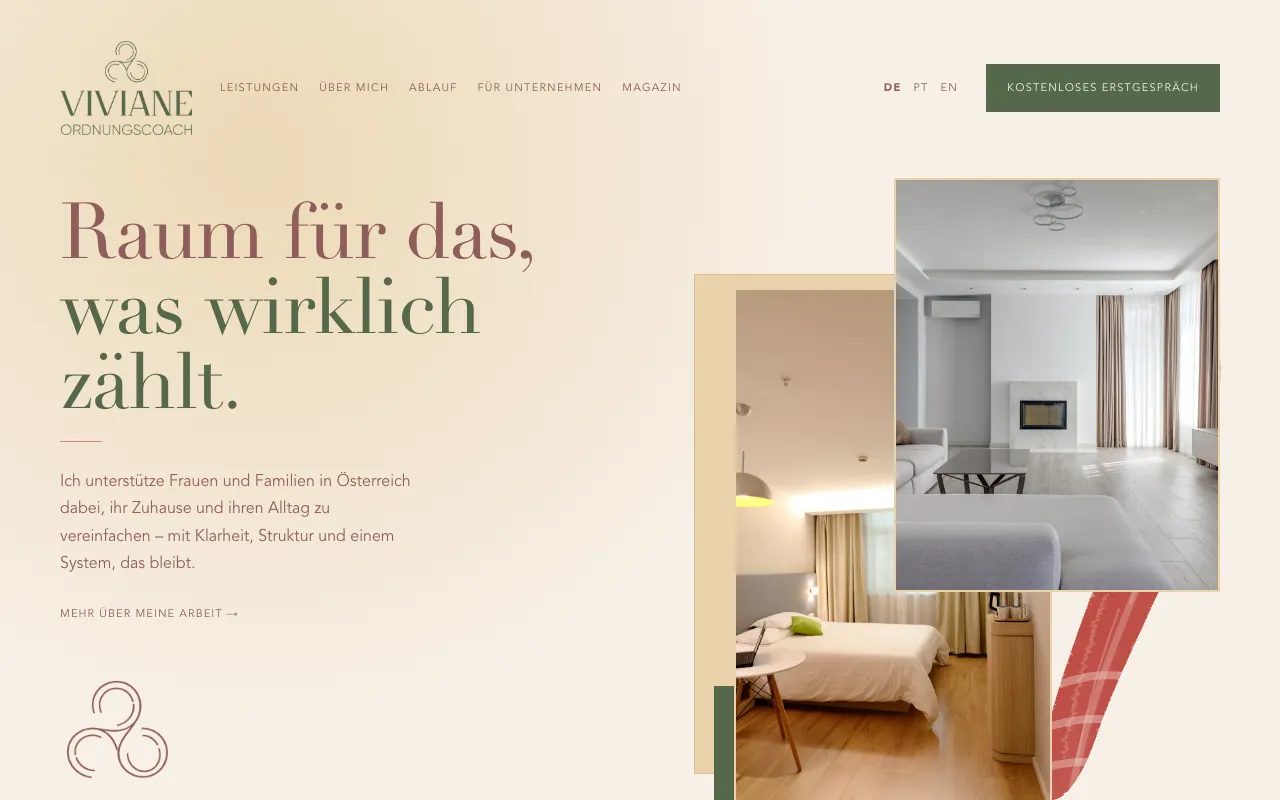 VIVIANE
ORDNUNGSCOACH
LEISTUNGEN
ÜBER MICH
ABLAUF
FÜR UNTERNEHMEN
MAGAZIN
DE PT EN
KOSTENLOSES ERSTGESPRÄCH
Raum für das,
was wirklich
zählt.
Ich unterstütze Frauen und Familien in Österreich
dabei, ihr Zuhause und ihren Alltag zu
vereinfachen – mit Klarheit, Struktur und einem
System, das bleibt.
MEHR ÜBER MEINE ARBEIT →